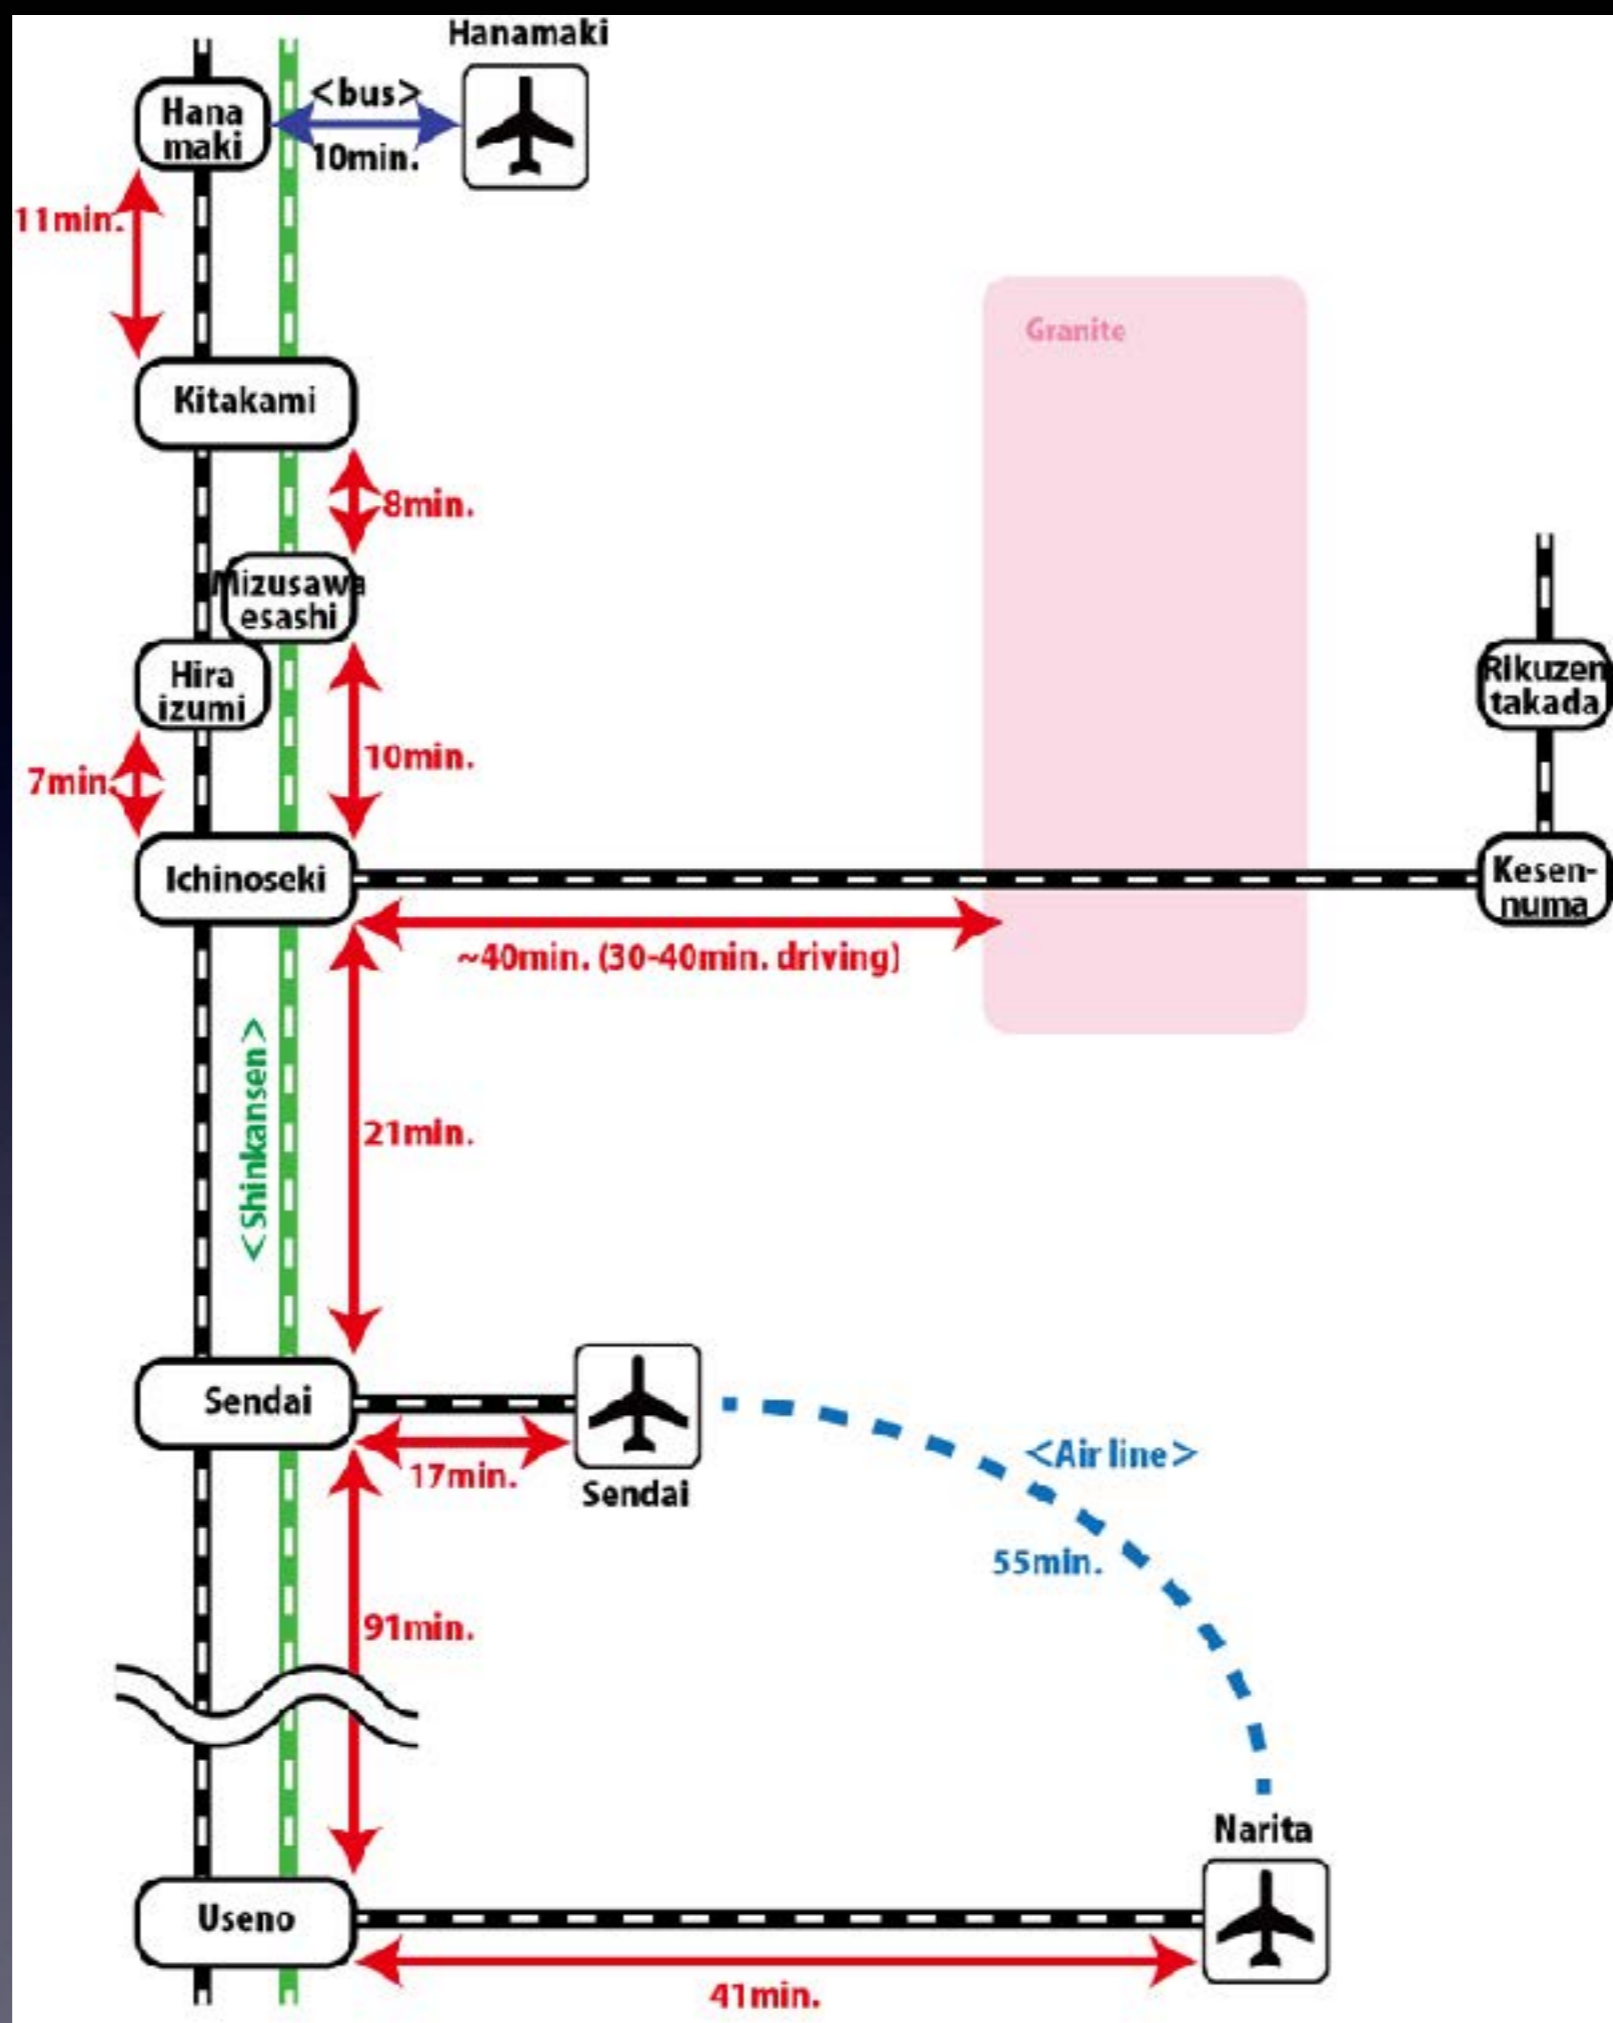 Hanamaki
<bus>
10min.
Hana
maki
11min.
Granite
Kitakami
8min.
Mizusawa
esashi
Hira
izumi
Rikuzen
takada
10min.
7min.
Ichinoseki
Kesen-
numa
~40min. (30-40min. driving)
<Shinkansen>
21min.
Sendai
17min.
Sendai
<Air line>
55min.
91min.
Narita
Useno
41min.